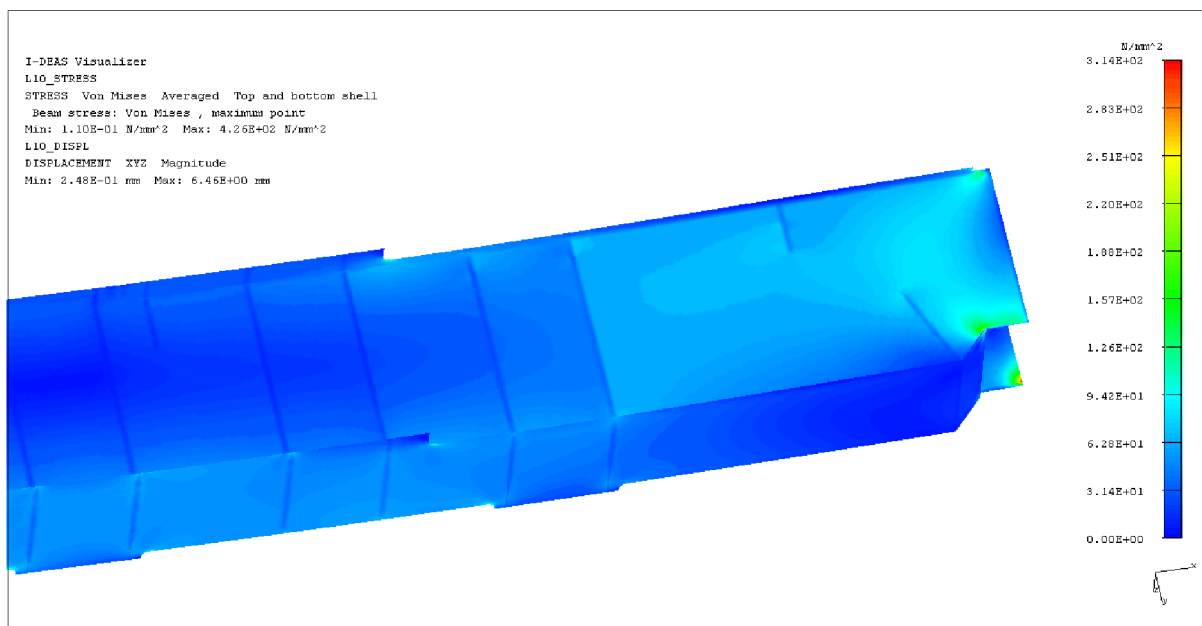 I-DEAS Visualizer
L10_STRESS
STRESS Von Mises Averaged Top and bottom shell
Beam stress: Von Mises , maximum point
Min: 1.10E-01 N/mm^2 Max: 4.26E+02 N/mm^2
L10_DISPL
DISPLACEMENT XYZ Magnitude
Min: 2.48E-01 mm Max: 6.46E+00 mm
N/mm^2
3.14E+02
2.83E+02
2.51E+02
2.20E+02
1.88E+02
1.57E+02
1.26E+02
9.42E+01
6.28E+01
3.14E+01
0.00E+00
x
z
y